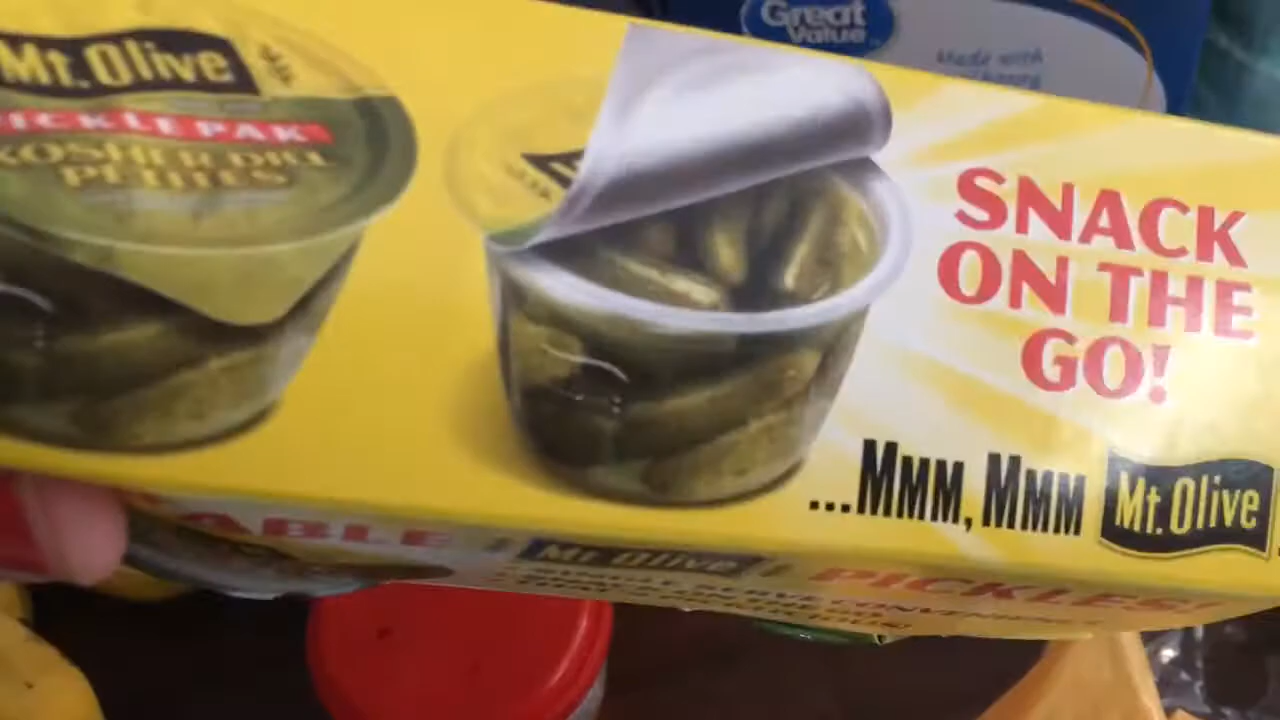 Great
Value
Made with
Mt. Olive
PICKLE PAK
KOSHER DILL
PETITES
SNACK
ON THE
GO!
...MMM, MMM Mt. Olive
ABLE Mt. Olive PICKLES!